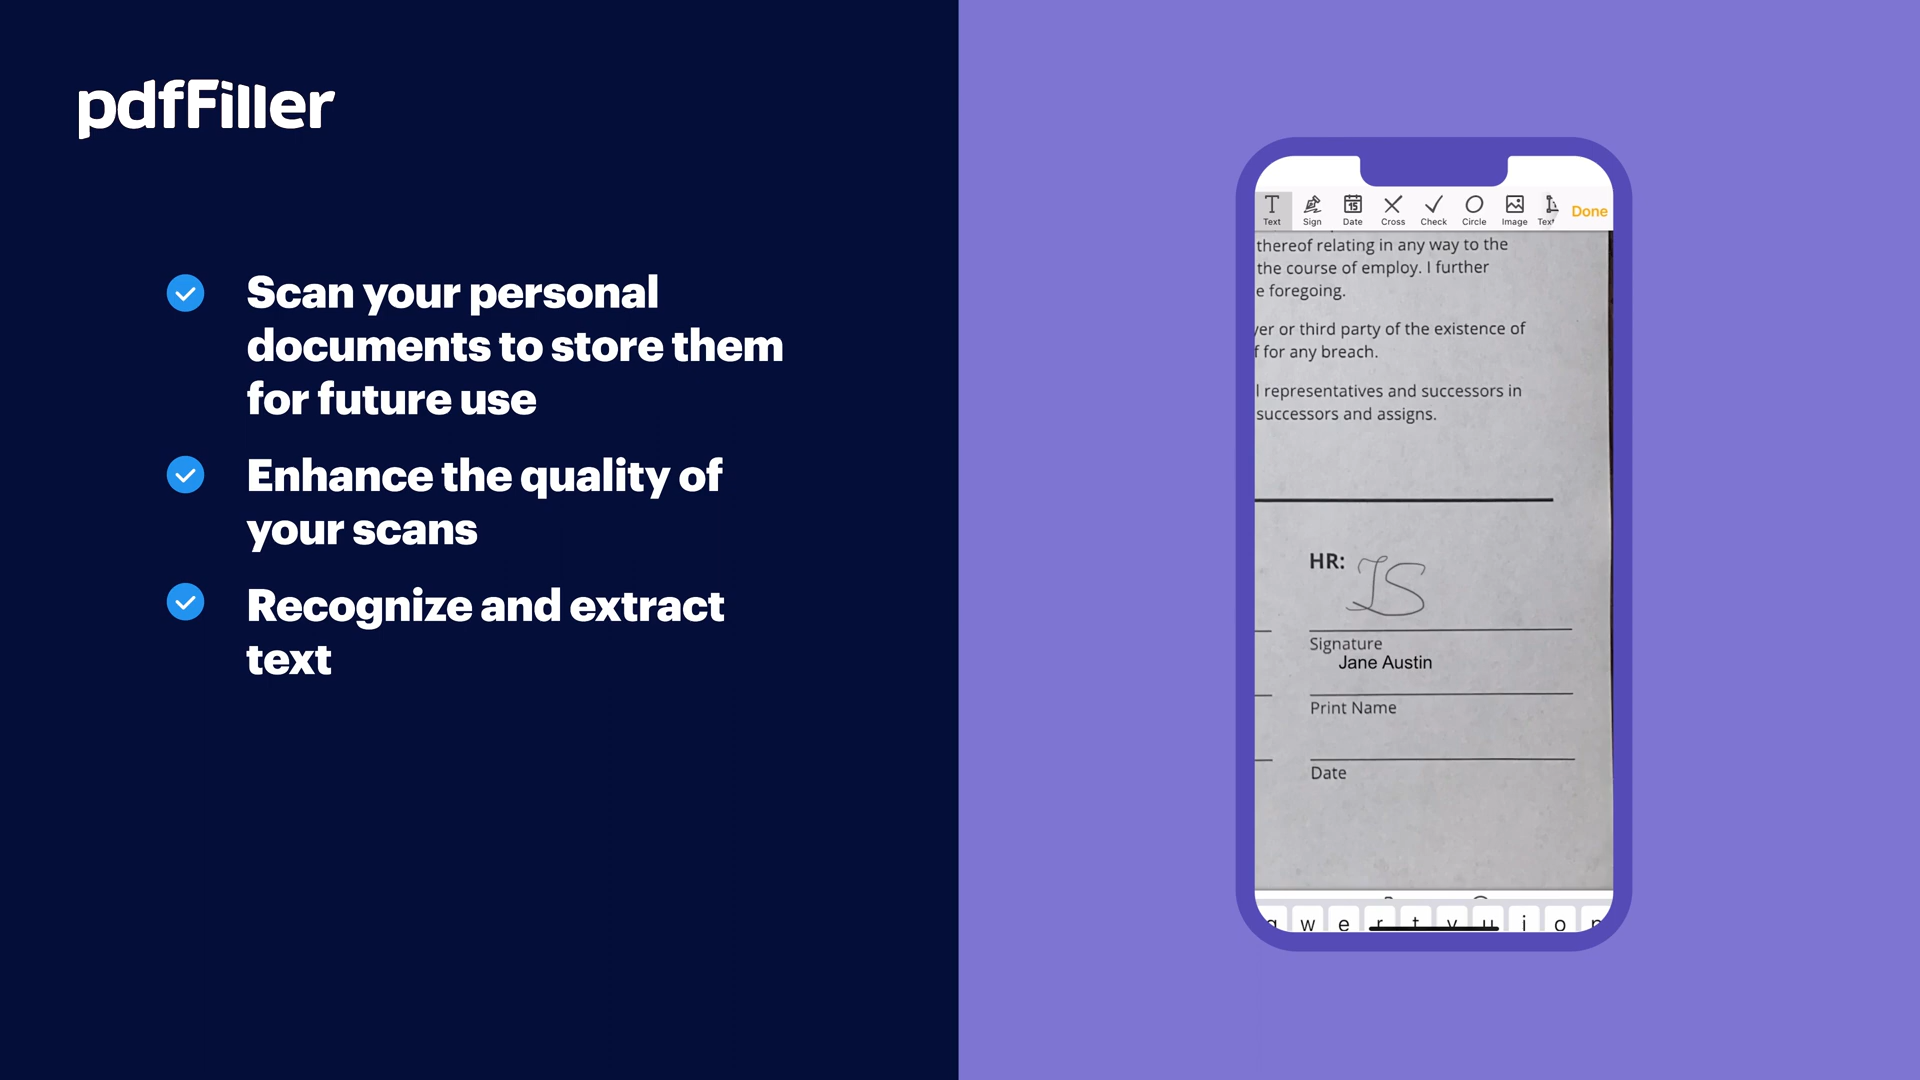 pdfFiller
Scan your personal
documents to store them
for future use
Enhance the quality of
your scans
Recognize and extract
text
Text Sign Date Cross Check Circle Image Done
thereof relating in any way to the
the course of employ. I further
e foregoing.
or third party of the existence of
for any breach.
representatives and successors in
successors and assigns.
HR:
Signature
Jane Austin
Print Name
Date
w e r t y u i o